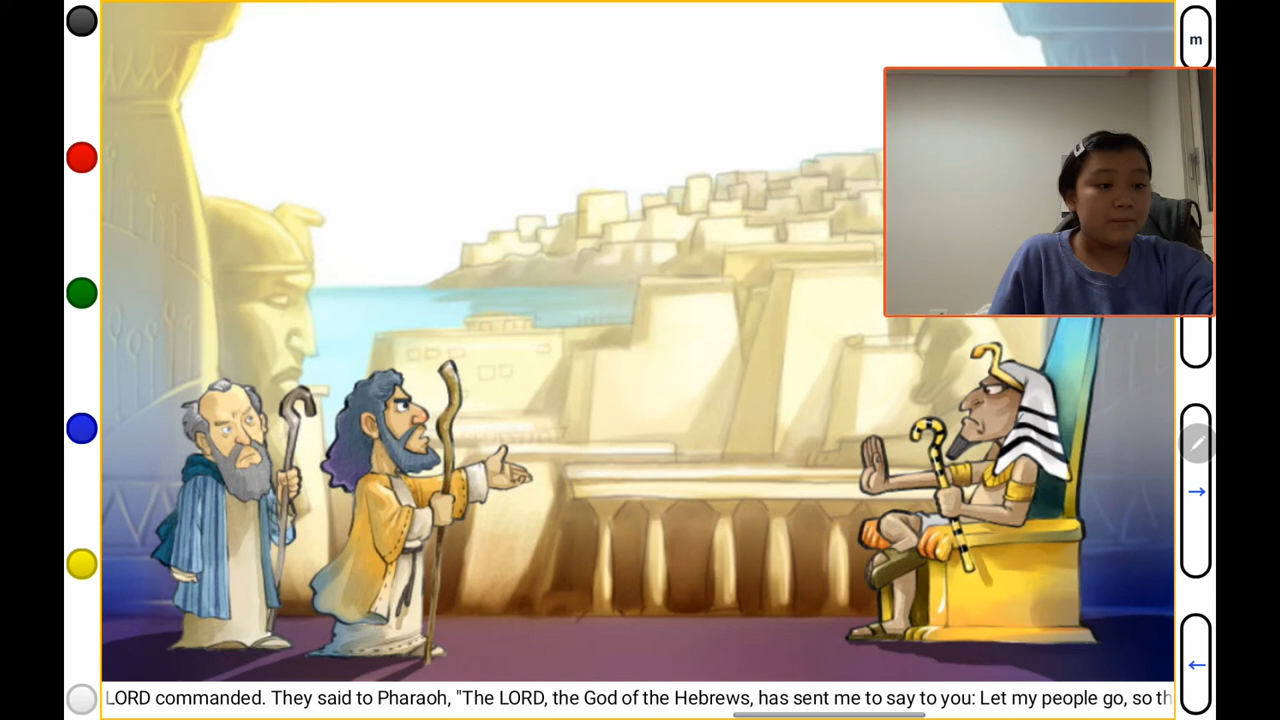 m
LORD commanded. They said to Pharaoh, "The LORD, the God of the Hebrews, has sent me to say to you: Let my people go, so th